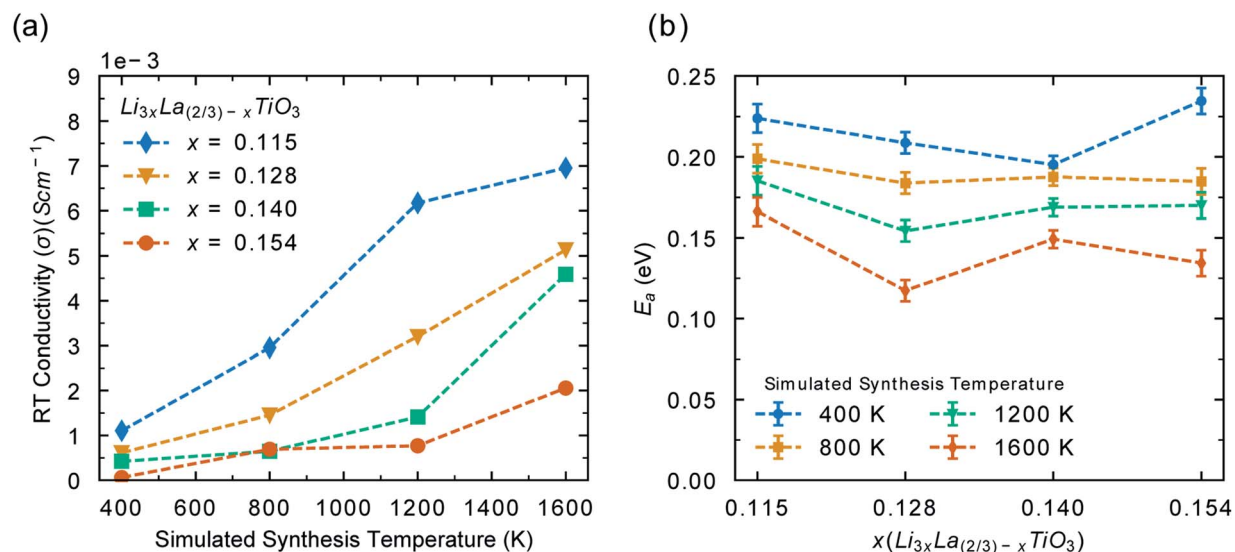 (a)
1e−3
RT Conductivity (σ)(Scm⁻¹)
9
8
7
6
5
4
3
2
1
0
Li₃ₓLa₍₂/₃₎ ₋ ₓTiO₃
x = 0.115
x = 0.128
x = 0.140
x = 0.154
400 600 800 1000 1200 1400 1600
Simulated Synthesis Temperature (K)
(b)
Eₐ (eV)
0.25
0.20
0.15
0.10
0.05
0.00
Simulated Synthesis Temperature
400 K 1200 K
800 K 1600 K
0.115 0.128 0.140 0.154
x(Li₃ₓLa₍₂/₃₎ ₋ ₓTiO₃)